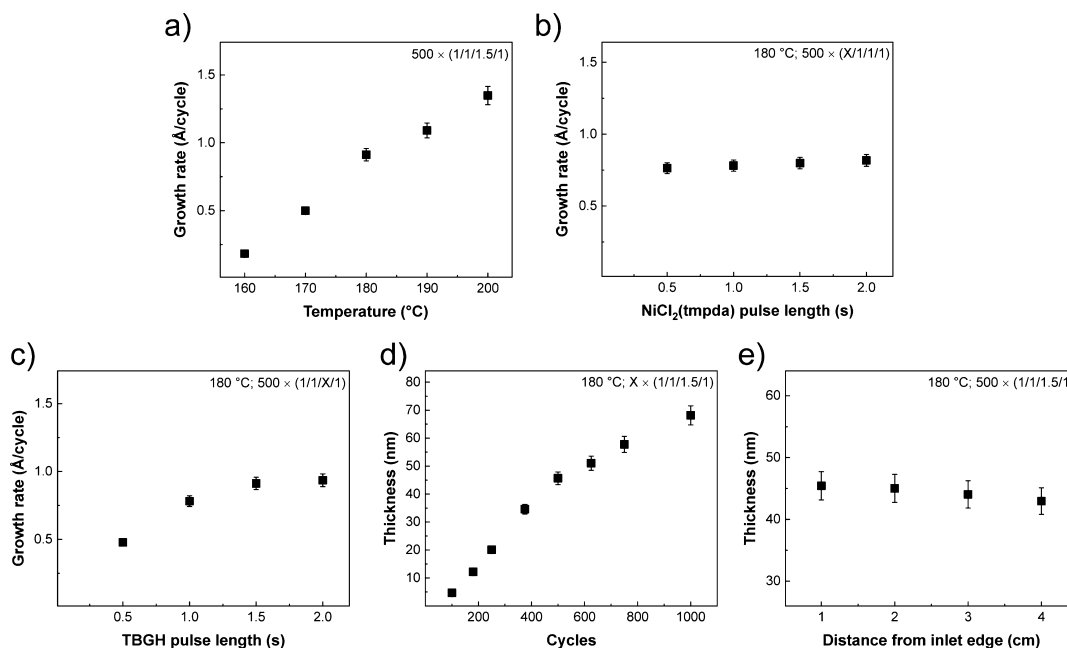 a)
500 × (1/1/1.5/1)
1.5
1.0
0.5
Growth rate (Å/cycle)
160 170 180 190 200
Temperature (°C)
b)
180 °C; 500 × (X/1/1/1)
1.5
1.0
0.5
Growth rate (Å/cycle)
0.5 1.0 1.5 2.0
NiCl₂(tmpda) pulse length (s)
c)
180 °C; 500 × (1/1/X/1)
1.5
1.0
0.5
Growth rate (Å/cycle)
0.5 1.0 1.5 2.0
TBGH pulse length (s)
d)
180 °C; X × (1/1/1.5/1)
80
70
60
50
40
30
20
10
Thickness (nm)
200 400 600 800 1000
Cycles
e)
180 °C; 500 × (1/1/1.5/1
60
50
40
30
Thickness (nm)
1 2 3 4
Distance from inlet edge (cm)